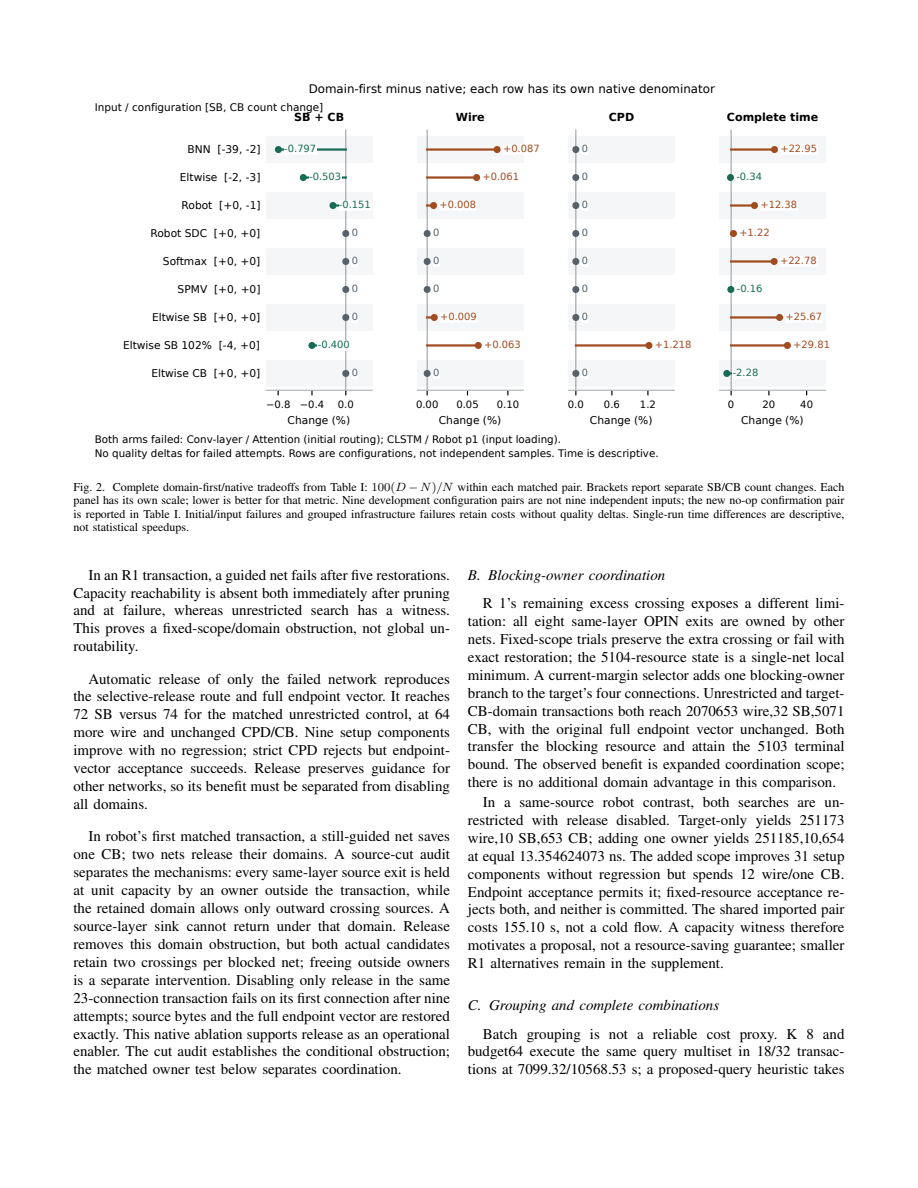 Domain-first minus native; each row has its own native denominator
Input / configuration [SB, CB count change]
SB + CB Wire CPD Complete time
BNN [-39, -2] -0.797 +0.087 0 +22.95
Eltwise [-2, -3] -0.503 +0.061 0 -0.34
Robot [+0, -1] -0.151 +0.008 0 +12.38
Robot SDC [+0, +0] 0 0 0 +1.22
Softmax [+0, +0] 0 0 0 +22.78
SPMV [+0, +0] 0 0 0 -0.16
Eltwise SB [+0, +0] 0 +0.009 0 +25.67
Eltwise SB 102% [-4, +0] -0.400 +0.063 +1.218 +29.81
Eltwise CB [+0, +0] 0 0 0 -2.28
−0.8 −0.4 0.0 0.00 0.05 0.10 0.0 0.6 1.2 0 20 40
Change (%) Change (%) Change (%) Change (%)
Both arms failed: Conv-layer / Attention (initial routing); CLSTM / Robot p1 (input loading).
No quality deltas for failed attempts. Rows are configurations, not independent samples. Time is descriptive.
Fig. 2. Complete domain-first/native tradeoffs from Table I: 100(D − N)/N within each matched pair. Brackets report separate SB/CB count changes. Each
panel has its own scale; lower is better for that metric. Nine development configuration pairs are not nine independent inputs; the new no-op confirmation pair
is reported in Table I. Initial/input failures and grouped infrastructure failures retain costs without quality deltas. Single-run time differences are descriptive,
not statistical speedups.
In an R1 transaction, a guided net fails after five restorations.
Capacity reachability is absent both immediately after pruning
and at failure, whereas unrestricted search has a witness.
This proves a fixed-scope/domain obstruction, not global un-
routability.
Automatic release of only the failed network reproduces
the selective-release route and full endpoint vector. It reaches
72 SB versus 74 for the matched unrestricted control, at 64
more wire and unchanged CPD/CB. Nine setup components
improve with no regression; strict CPD rejects but endpoint-
vector acceptance succeeds. Release preserves guidance for
other networks, so its benefit must be separated from disabling
all domains.
In robot's first matched transaction, a still-guided net saves
one CB; two nets release their domains. A source-cut audit
separates the mechanisms: every same-layer source exit is held
at unit capacity by an owner outside the transaction, while
the retained domain allows only outward crossing sources. A
source-layer sink cannot return under that domain. Release
removes this domain obstruction, but both actual candidates
retain two crossings per blocked net; freeing outside owners
is a separate intervention. Disabling only release in the same
23-connection transaction fails on its first connection after nine
attempts; source bytes and the full endpoint vector are restored
exactly. This native ablation supports release as an operational
enabler. The cut audit establishes the conditional obstruction;
the matched owner test below separates coordination.
B. Blocking-owner coordination
R 1's remaining excess crossing exposes a different limi-
tation: all eight same-layer OPIN exits are owned by other
nets. Fixed-scope trials preserve the extra crossing or fail with
exact restoration; the 5104-resource state is a single-net local
minimum. A current-margin selector adds one blocking-owner
branch to the target's four connections. Unrestricted and target-
CB-domain transactions both reach 2070653 wire,32 SB,5071
CB, with the original full endpoint vector unchanged. Both
transfer the blocking resource and attain the 5103 terminal
bound. The observed benefit is expanded coordination scope;
there is no additional domain advantage in this comparison.
In a same-source robot contrast, both searches are un-
restricted with release disabled. Target-only yields 251173
wire,10 SB,653 CB; adding one owner yields 251185,10,654
at equal 13.354624073 ns. The added scope improves 31 setup
components without regression but spends 12 wire/one CB.
Endpoint acceptance permits it; fixed-resource acceptance re-
jects both, and neither is committed. The shared imported pair
costs 155.10 s, not a cold flow. A capacity witness therefore
motivates a proposal, not a resource-saving guarantee; smaller
R1 alternatives remain in the supplement.
C. Grouping and complete combinations
Batch grouping is not a reliable cost proxy. K 8 and
budget64 execute the same query multiset in 18/32 transac-
tions at 7099.32/10568.53 s; a proposed-query heuristic takes